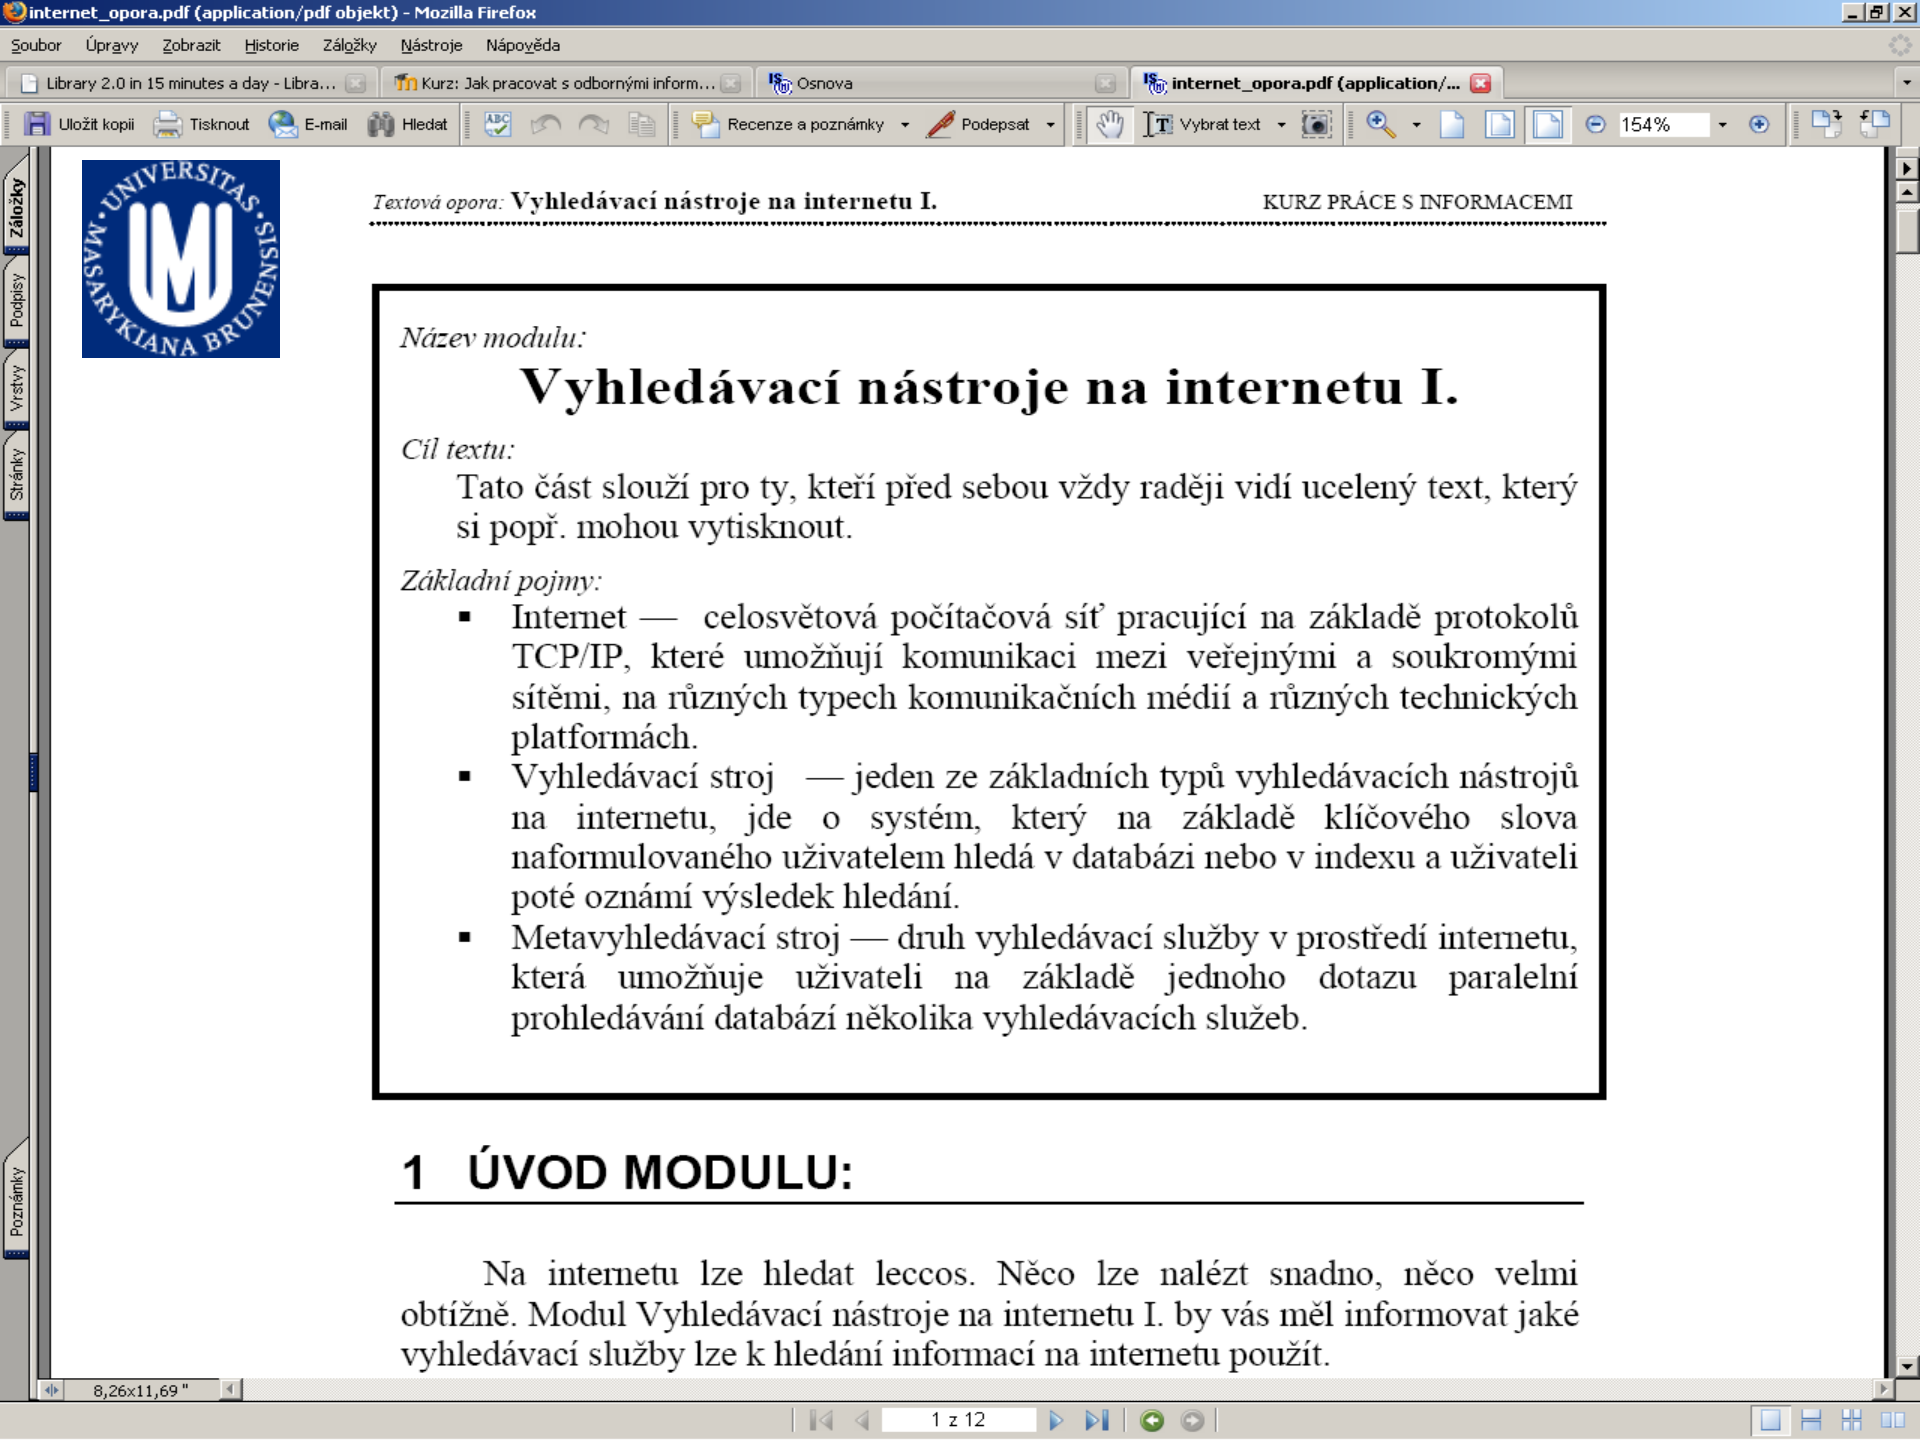 internet_opora.pdf (application/pdf objekt) - Mozilla Firefox
Soubor Úpravy Zobrazit Historie Záložky Nástroje Nápověda
Library 2.0 in 15 minutes a day - Libra... Kurz: Jak pracovat s odbornými inform... Osnova internet_opora.pdf (application/...
Uložit kopii Tisknout E-mail Hledat Recenze a poznámky Podepsat Vybrat text 154%
Záložky
Podpisy
Vrstvy
Stránky
Poznámky
UNIVERSITAS MASARYKIANA BRUNENSIS
Textová opora: Vyhledávací nástroje na internetu I. KURZ PRÁCE S INFORMACEMI
Název modulu:
Vyhledávací nástroje na internetu I.
Cíl textu:
Tato část slouží pro ty, kteří před sebou vždy raději vidí ucelený text, který
si popř. mohou vytisknout.
Základní pojmy:
▪ Internet — celosvětová počítačová síť pracující na základě protokolů
TCP/IP, které umožňují komunikaci mezi veřejnými a soukromými
sítěmi, na různých typech komunikačních médií a různých technických
platformách.
▪ Vyhledávací stroj — jeden ze základních typů vyhledávacích nástrojů
na internetu, jde o systém, který na základě klíčového slova
naformulovaného uživatelem hledá v databázi nebo v indexu a uživateli
poté oznámí výsledek hledání.
▪ Metavyhledávací stroj — druh vyhledávací služby v prostředí internetu,
která umožňuje uživateli na základě jednoho dotazu paralelní
prohledávání databází několika vyhledávacích služeb.
1 ÚVOD MODULU:
Na internetu lze hledat leccos. Něco lze nalézt snadno, něco velmi
obtížně. Modul Vyhledávací nástroje na internetu I. by vás měl informovat jaké
vyhledávací služby lze k hledání informací na internetu použít.
8,26x11,69 "
1 z 12